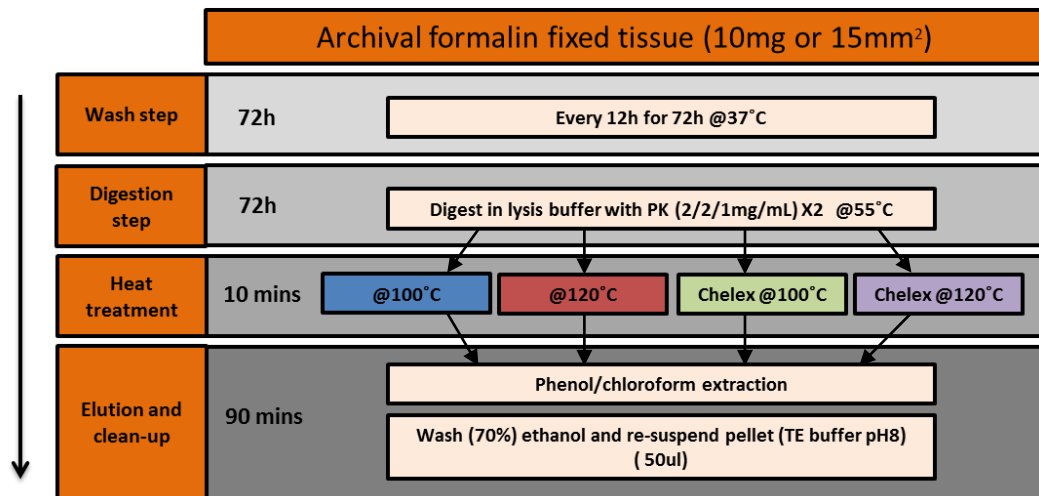 Archival formalin fixed tissue (10mg or 15mm²)
Wash step
72h
Every 12h for 72h @37˚C
Digestion
step
72h
Digest in lysis buffer with PK (2/2/1mg/mL) X2 @55˚C
Heat
treatment
10 mins
@100˚C
@120˚C
Chelex @100˚C
Chelex @120˚C
Elution and
clean-up
90 mins
Phenol/chloroform extraction
Wash (70%) ethanol and re-suspend pellet (TE buffer pH8)
( 50ul)